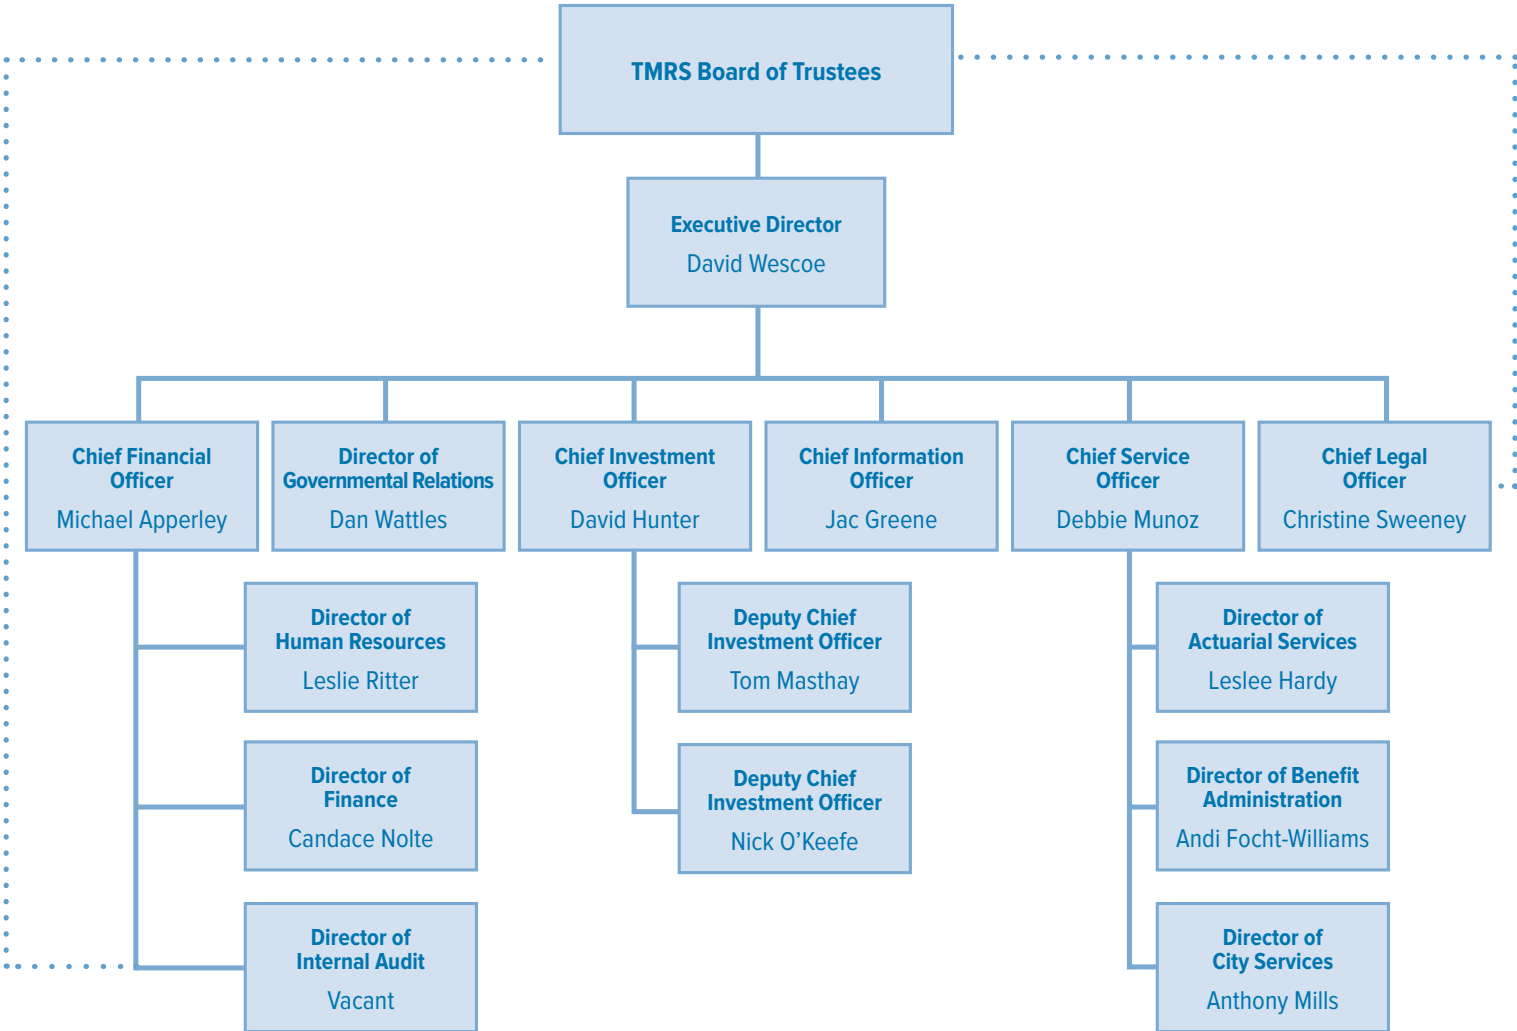 TMRS Board of Trustees
Executive Director
David Wescoe
Chief Financial
Officer
Michael Apperley
Director of
Governmental Relations
Dan Wattles
Chief Investment
Officer
David Hunter
Chief Information
Officer
Jac Greene
Chief Service
Officer
Debbie Munoz
Chief Legal
Officer
Christine Sweeney
Director of
Human Resources
Leslie Ritter
Director of
Finance
Candace Nolte
Director of
Internal Audit
Vacant
Deputy Chief
Investment Officer
Tom Masthay
Deputy Chief
Investment Officer
Nick O’Keefe
Director of
Actuarial Services
Leslee Hardy
Director of Benefit
Administration
Andi Focht-Williams
Director of
City Services
Anthony Mills